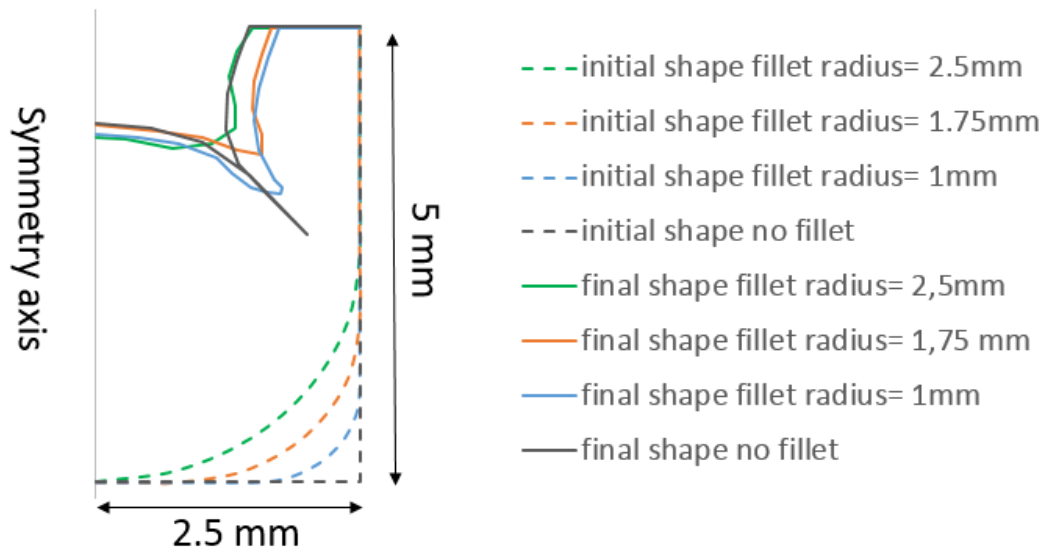 Symmetry axis
5 mm
2.5 mm
initial shape fillet radius= 2.5mm
initial shape fillet radius= 1.75mm
initial shape fillet radius= 1mm
initial shape no fillet
final shape fillet radius= 2,5mm
final shape fillet radius= 1,75 mm
final shape fillet radius= 1mm
final shape no fillet